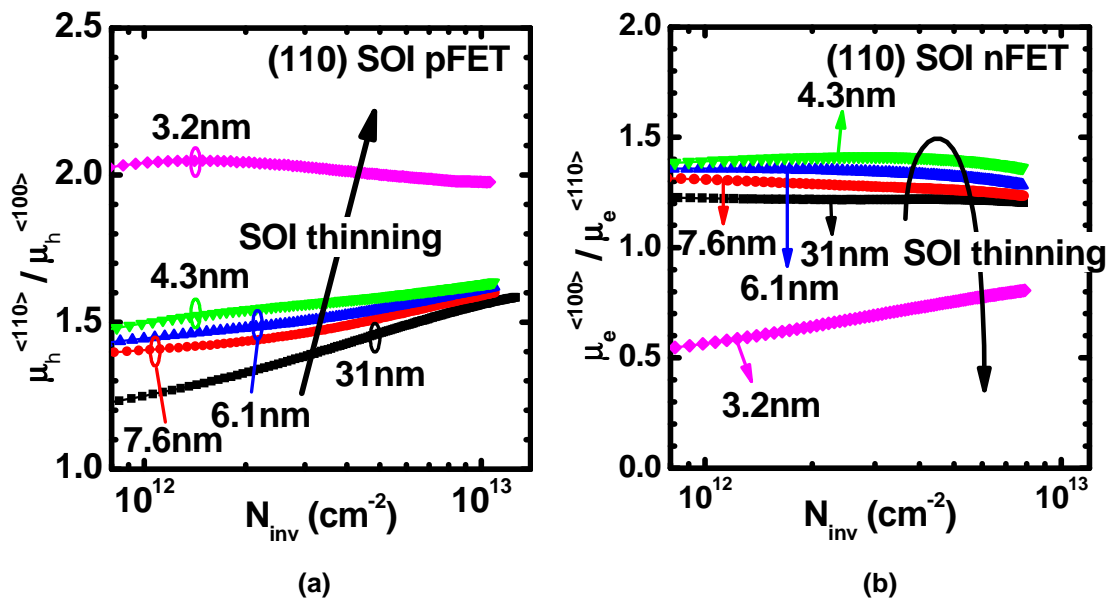 (110) SOI pFET
2.5
2.0
1.5
1.0
μh<110> / μh<100>
3.2nm
SOI thinning
4.3nm
31nm
6.1nm
7.6nm
10^12
10^13
Ninv (cm-2)
(a)
(110) SOI nFET
2.0
1.5
1.0
0.5
0.0
μe<100> / μe<110>
4.3nm
7.6nm
31nm
SOI thinning
6.1nm
3.2nm
10^12
10^13
Ninv (cm-2)
(b)